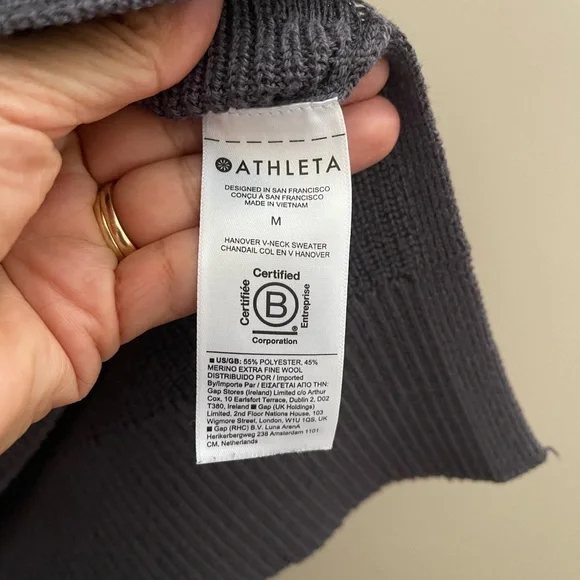 ATHLETA
DESIGNED IN SAN FRANCISCO
CONÇU À SAN FRANCISCO
MADE IN VIETNAM
M
HANOVER V-NECK SWEATER
CHANDAIL COL EN V HANOVER
Certified
Certifiée
B
Entreprise
®
Corporation
■ US/GB: 55% POLYESTER, 45%
MERINO EXTRA FINE WOOL
DISTRIBUIDO POR / Imported
By/Importe Par / ΕΙΣΑΓΕΤΑΙ ΑΠΟ ΤΗΝ:
Gap Stores (Ireland) Limited c/o Arthur
Cox, 10 Earlsfort Terrace, Dublin 2, D02
T380, Ireland ■ Gap (UK Holdings)
Limited, 2nd Floor Nations House, 103
Wigmore Street, London, W1U 1QS, UK
■ Gap (RHC) B.V. Luna ArenA
Herikerbergweg 238 Amsterdam 1101
CM, Netherlands